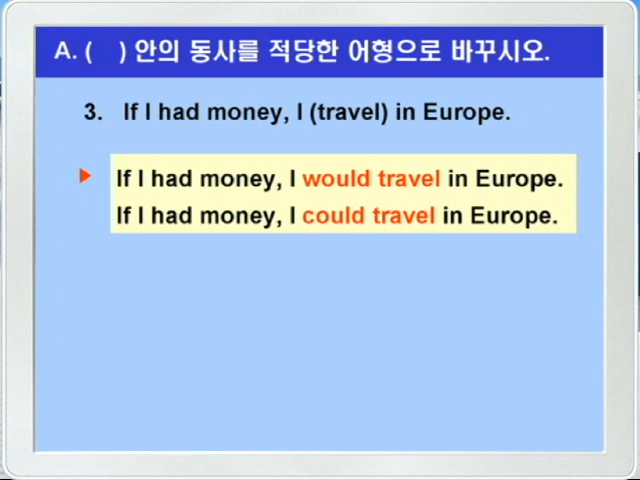 A. (   ) 안의 동사를 적당한 어형으로 바꾸시오.
3. If I had money, I (travel) in Europe.
If I had money, I would travel in Europe.
If I had money, I could travel in Europe.